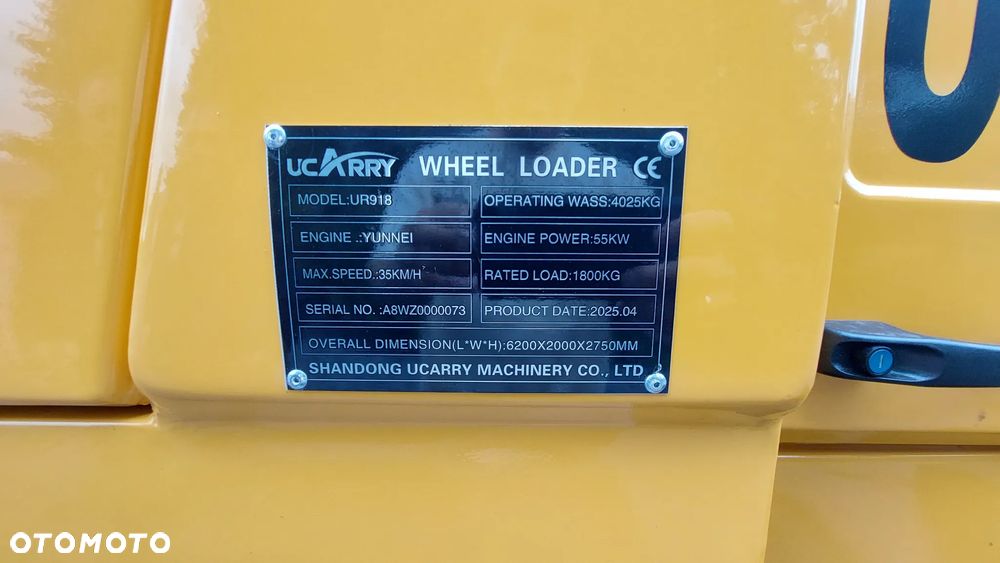 UCARRY WHEEL LOADER CE
MODEL:UR918 OPERATING WASS:4025KG
ENGINE .:YUNNEI ENGINE POWER:55KW
MAX.SPEED.:35KM/H RATED LOAD:1800KG
SERIAL NO. :A8WZ0000073 PRODUCT DATE:2025.04
OVERALL DIMENSION(L*W*H):6200X2000X2750MM
SHANDONG UCARRY MACHINERY CO., LTD
OTOMOTO